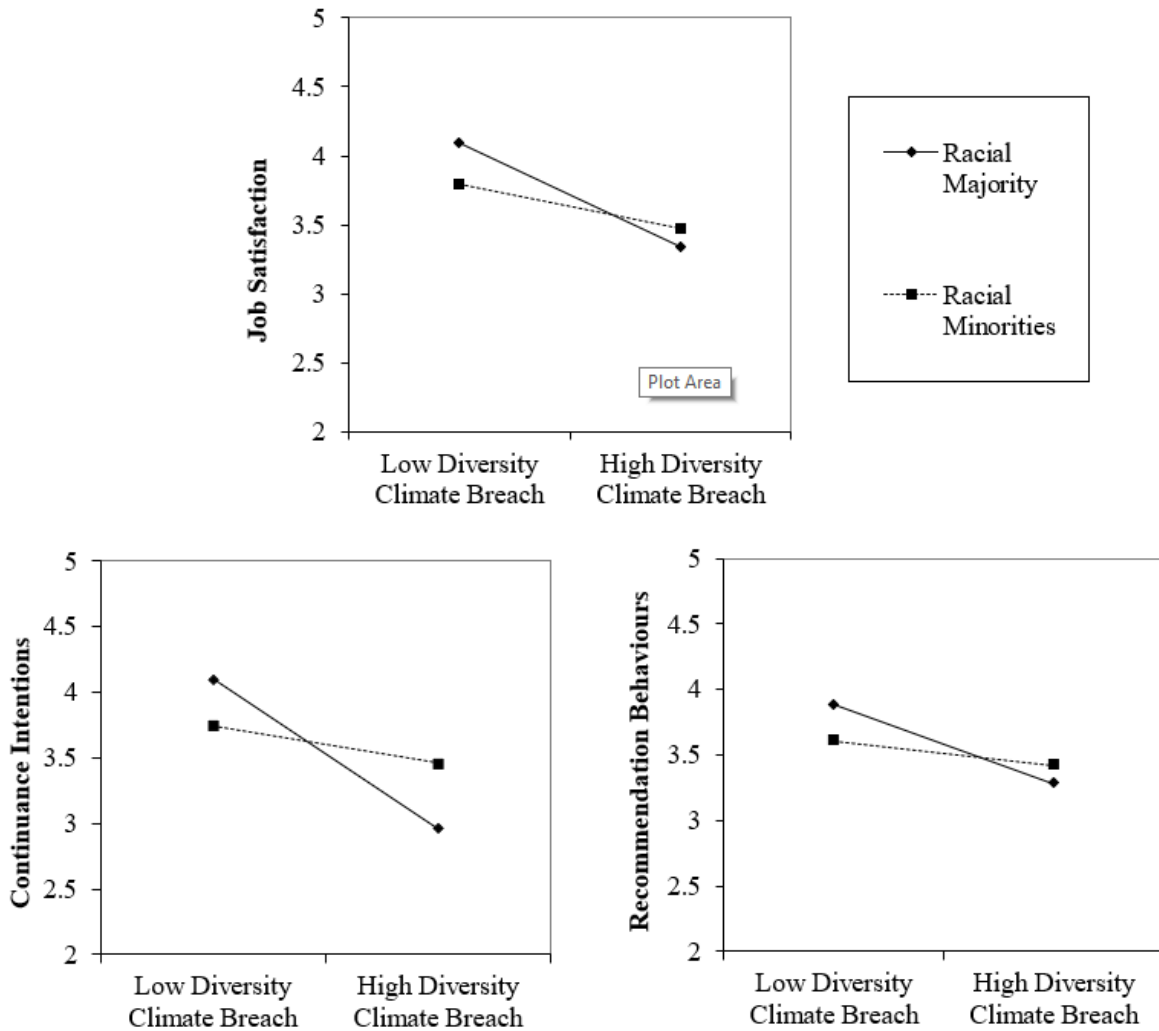 5
4.5
4
3.5
3
2.5
2
Job Satisfaction
Plot Area
Low Diversity
Climate Breach
High Diversity
Climate Breach
Racial
Majority
Racial
Minorities
5
4.5
4
3.5
3
2.5
2
Continuance Intentions
Low Diversity
Climate Breach
High Diversity
Climate Breach
5
4.5
4
3.5
3
2.5
2
Recommendation Behaviours
Low Diversity
Climate Breach
High Diversity
Climate Breach